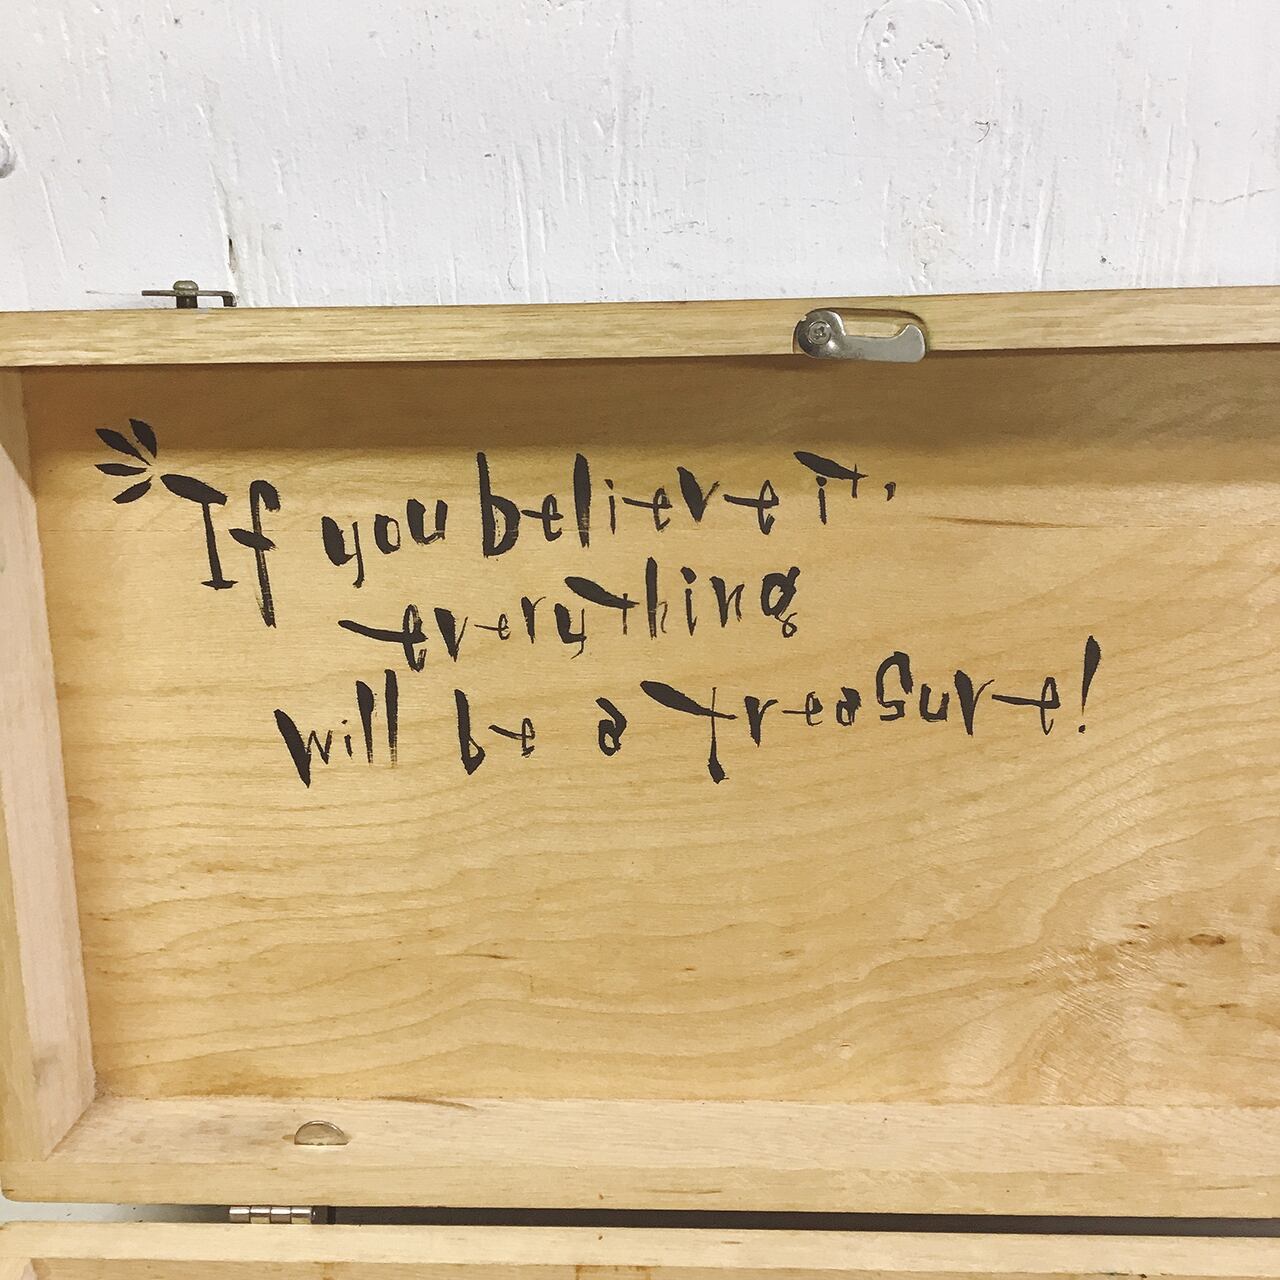 If you believe it,
everything
will be a treasure!